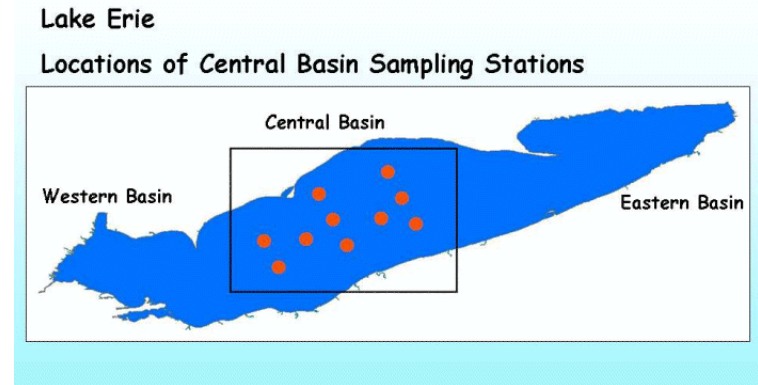 Lake Erie
Locations of Central Basin Sampling Stations
Central Basin
Western Basin
Eastern Basin